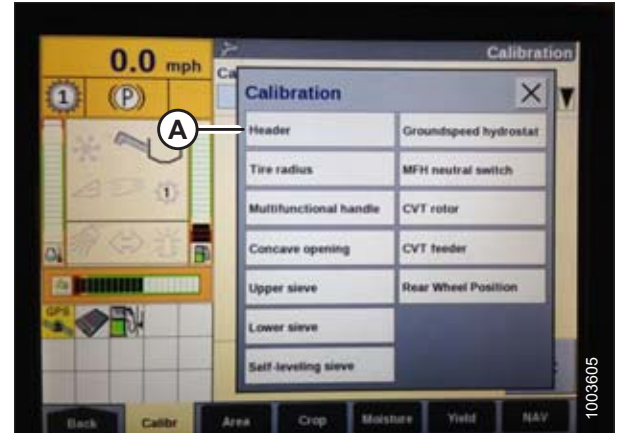 0.0 mph
Calibration
Ca
1
P
Calibration
A
Header
Groundspeed hydrostat
Tire radius
MFH neutral switch
1
Multifunctional handle
CVT rotor
Concave opening
CVT feeder
Upper sieve
Rear Wheel Position
GPS
Lower sieve
Self-leveling sieve
Back
Calibr
Area
Crop
Moisture
Yield
NAV
1003605